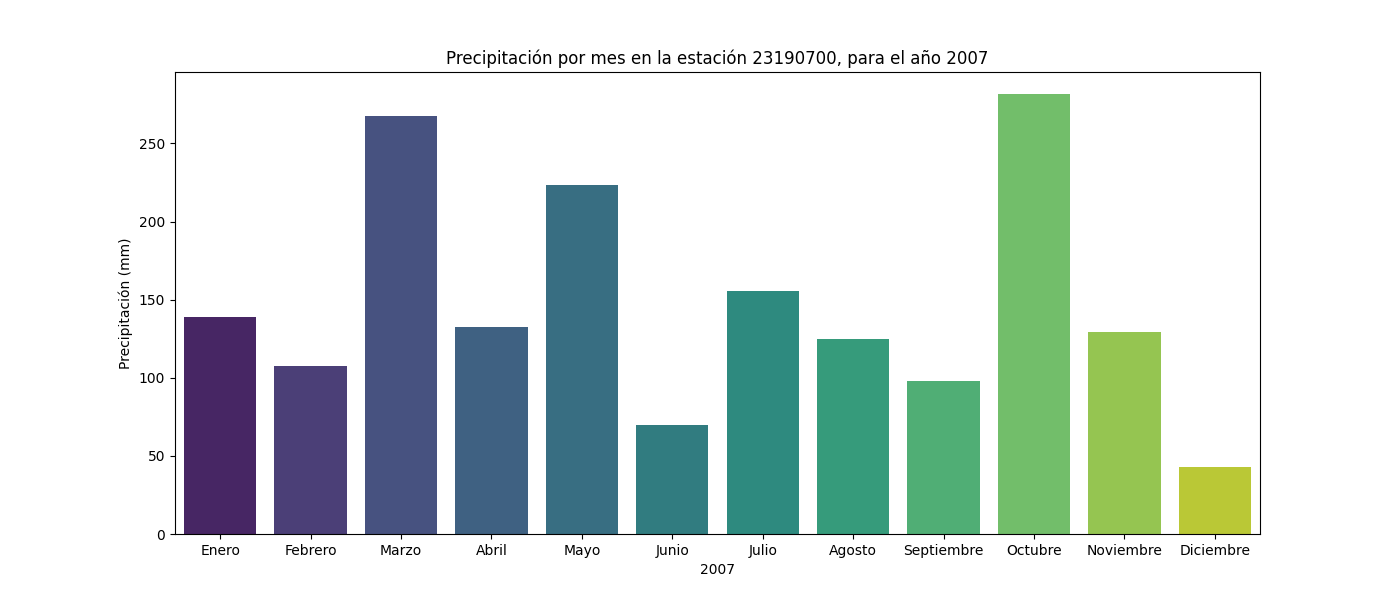 Precipitación por mes en la estación 23190700, para el año 2007
Precipitación (mm)
250
200
150
100
50
0
Enero Febrero Marzo Abril Mayo Junio Julio Agosto Septiembre Octubre Noviembre Diciembre
2007